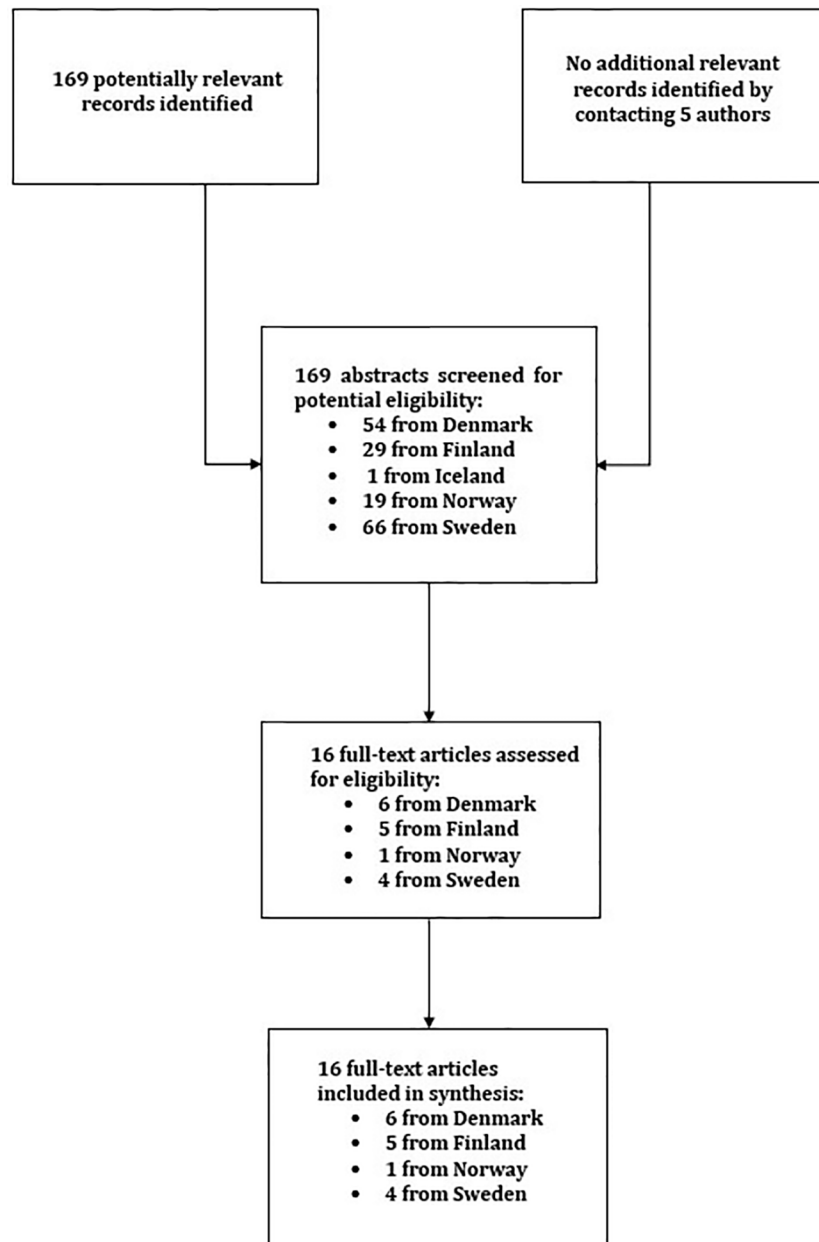 169 potentially relevant
records identified
No additional relevant
records identified by
contacting 5 authors
169 abstracts screened for
potential eligibility:
• 54 from Denmark
• 29 from Finland
• 1 from Iceland
• 19 from Norway
• 66 from Sweden
16 full-text articles assessed
for eligibility:
• 6 from Denmark
• 5 from Finland
• 1 from Norway
• 4 from Sweden
16 full-text articles
included in synthesis:
• 6 from Denmark
• 5 from Finland
• 1 from Norway
• 4 from Sweden